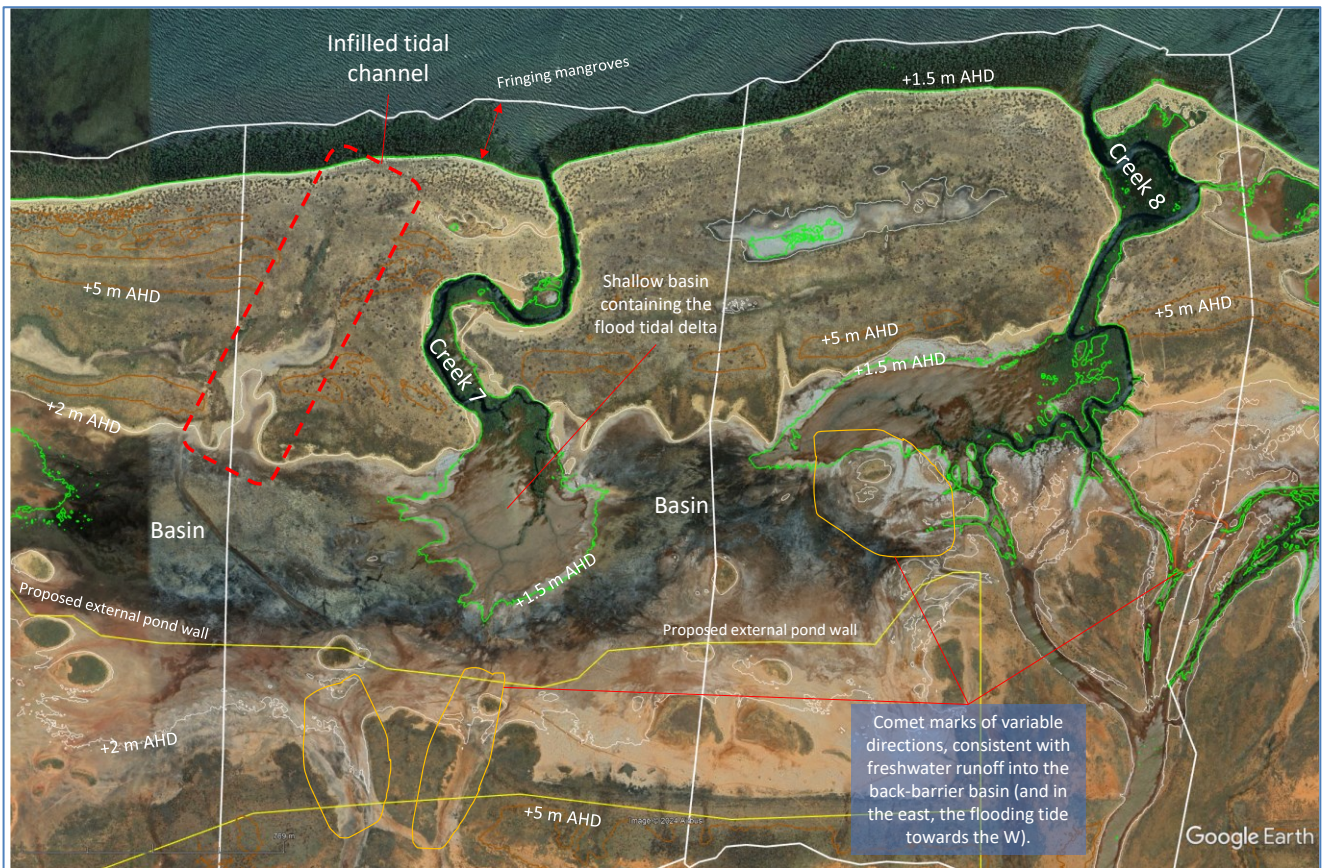 Infilled tidal
channel
Fringing mangroves
+1.5 m AHD
Creek 8
+5 m AHD
Shallow basin
containing the
flood tidal delta
+5 m AHD
+5 m AHD
Creek 7
+1.5 m AHD
+2 m AHD
Basin
Basin
+1.5 m AHD
Proposed external pond wall
Proposed external pond wall
+2 m AHD
Comet marks of variable
directions, consistent with
freshwater runoff into the
back-barrier basin (and in
the east, the flooding tide
towards the W).
+5 m AHD
Google Earth